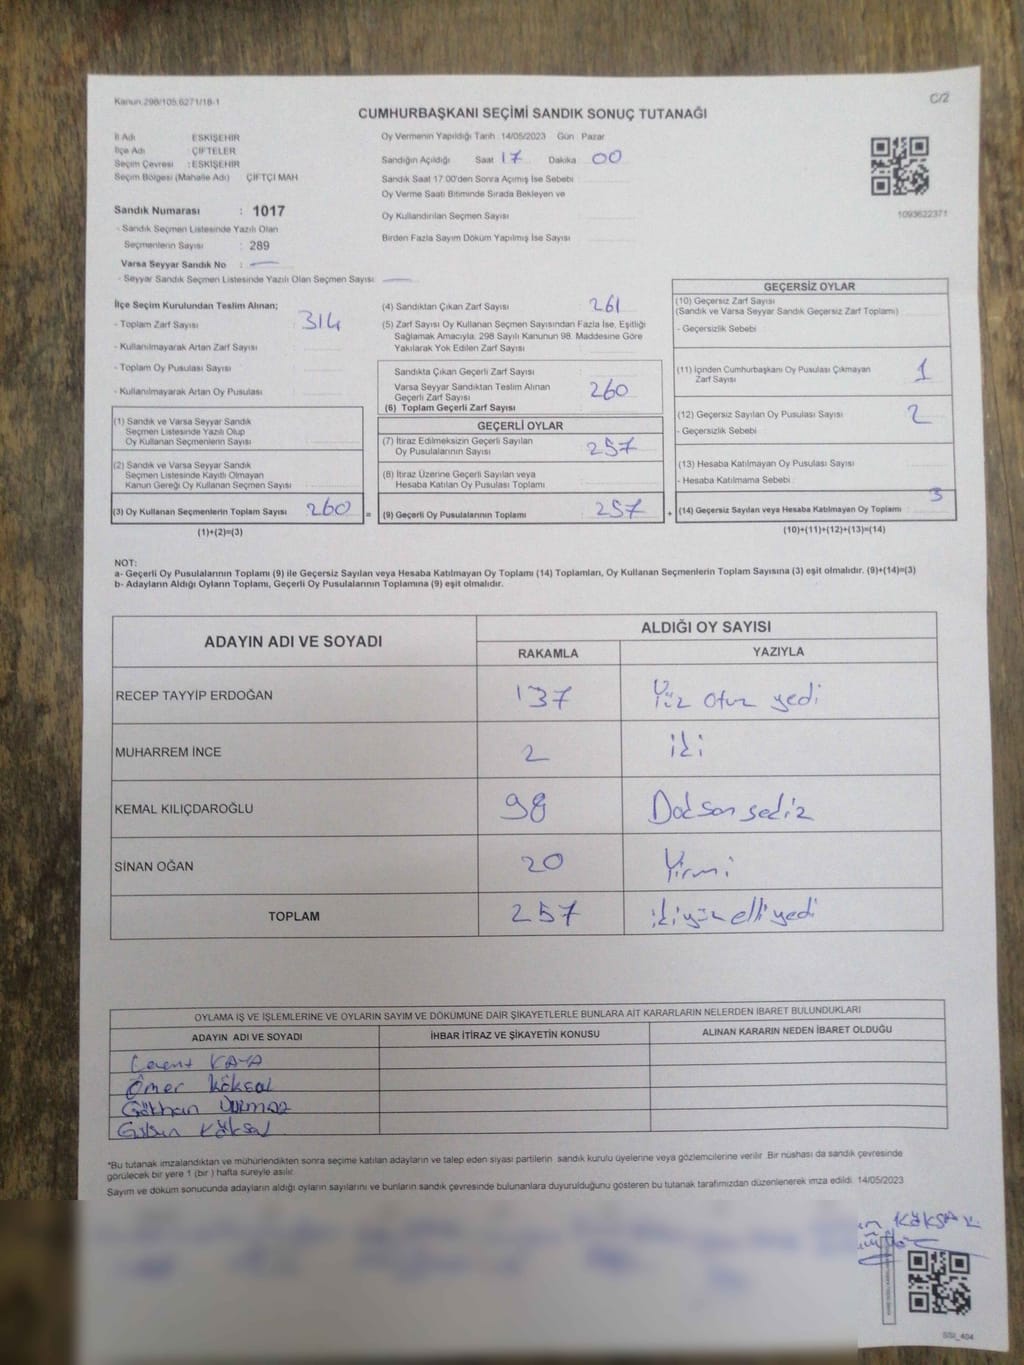 Kanun 298/105,6271/18-1
C/2
CUMHURBAŞKANI SEÇİMİ SANDIK SONUÇ TUTANAĞI
İl Adı ESKİŞEHİR
İlçe Adı ÇİFTELER
Seçim Çevresi : ESKİŞEHİR
Seçim Bölgesi (Mahalle Adı) ÇİFTÇİ MAH
Sandık Numarası : 1017
- Sandık Seçmen Listesinde Yazılı Olan
Seçmenlerin Sayısı : 289
Varsa Seyyar Sandık No :
- Seyyar Sandık Seçmen Listesinde Yazılı Olan Seçmen Sayısı
Oy Vermenin Yapıldığı Tarih 14/05/2023 Gün Pazar
Sandığın Açıldığı Saat 17 Dakika 00
Sandık Saat 17:00'den Sonra Açımış İse Sebebi
Oy Verme Saati Bitiminde Sırada Bekleyen ve
Oy Kullandırılan Seçmen Sayısı
Birden Fazla Sayım Döküm Yapılmış İse Sayısı
1093622371
İlçe Seçim Kurulundan Teslim Alınan;
- Toplam Zarf Sayısı : 314
- Kullanılmayarak Artan Zarf Sayısı :
- Toplam Oy Pusulası Sayısı :
- Kullanılmayarak Artan Oy Pusulası :
(1) Sandık ve Varsa Seyyar Sandık
Seçmen Listesinde Yazılı Olup
Oy Kullanan Seçmenlerin Sayısı :
(2) Sandık ve Varsa Seyyar Sandık
Seçmen Listesinde Kayıtlı Olmayan
Kanun Gereği Oy Kullanan Seçmen Sayısı :
(3) Oy Kullanan Seçmenlerin Toplam Sayısı : 260
(1)+(2)=(3)
=
(4) Sandıktan Çıkan Zarf Sayısı 261
(5) Zarf Sayısı Oy Kullanan Seçmen Sayısından Fazla İse, Eşitliği
Sağlamak Amacıyla, 298 Sayılı Kanunun 98. Maddesine Göre
Yakılarak Yok Edilen Zarf Sayısı :
Sandıkta Çıkan Geçerli Zarf Sayısı
Varsa Seyyar Sandıktan Teslim Alınan
Geçerli Zarf Sayısı
(6) Toplam Geçerli Zarf Sayısı 260
GEÇERLİ OYLAR
(7) İtiraz Edilmeksizin Geçerli Sayılan
Oy Pusulalarının Sayısı : 257
(8) İtiraz Üzerine Geçerli Sayılan veya
Hesaba Katılan Oy Pusulası Toplamı :
(9) Geçerli Oy Pusulalarının Toplamı : 257
+
GEÇERSİZ OYLAR
(10) Geçersiz Zarf Sayısı
(Sandık ve Varsa Seyyar Sandık Geçersiz Zarf Toplamı)
- Geçersizlik Sebebi
(11) İçinden Cumhurbaşkanı Oy Pusulası Çıkmayan
Zarf Sayısı 1
(12) Geçersiz Sayılan Oy Pusulası Sayısı 2
- Geçersizlik Sebebi
(13) Hesaba Katılmayan Oy Pusulası Sayısı
- Hesaba Katılmama Sebebi
(14) Geçersiz Sayılan veya Hesaba Katılmayan Oy Toplamı 3
(10)+(11)+(12)+(13)=(14)
NOT:
a- Geçerli Oy Pusulalarının Toplamı (9) ile Geçersiz Sayılan veya Hesaba Katılmayan Oy Toplamı (14) Toplamları, Oy Kullanan Seçmenlerin Toplam Sayısına (3) eşit olmalıdır. (9)+(14)=(3)
b- Adayların Aldığı Oyların Toplamı, Geçerli Oy Pusulalarının Toplamına (9) eşit olmalıdır.
ADAYIN ADI VE SOYADI
ALDIĞI OY SAYISI
RAKAMLA YAZIYLA
RECEP TAYYİP ERDOĞAN 137 Yüz otuz yedi
MUHARREM İNCE 2 iki
KEMAL KILIÇDAROĞLU 98 Doksan sekiz
SİNAN OĞAN 20 Yirmi
TOPLAM 257 ikiyüz elli yedi
OYLAMA İŞ VE İŞLEMLERİNE VE OYLARIN SAYIM VE DÖKÜMÜNE DAİR ŞİKAYETLERLE BUNLARA AİT KARARLARIN NELERDEN İBARET BULUNDUKLARI
ADAYIN ADI VE SOYADI İHBAR İTİRAZ VE ŞİKAYETİN KONUSU ALINAN KARARIN NEDEN İBARET OLDUĞU
KAYA
Ömer Köksal
Gökhan Durmaz
Köksal
*Bu tutanak imzalandıktan ve mühürlendikten sonra seçime katılan adayların ve talep eden siyasi partilerin sandık kurulu üyelerine veya gözlemcilerine verilir. Bir nüshası da sandık çevresinde
görülecek bir yere 1 (bir) hafta süreyle asılır.
Sayım ve döküm sonucunda adayların aldığı oyların sayılarını ve bunların sandık çevresinde bulunanlara duyurulduğunu gösteren bu tutanak tarafımızdan düzenlenerek imza edildi. 14/05/2023
KÖKSAL
SSI_404